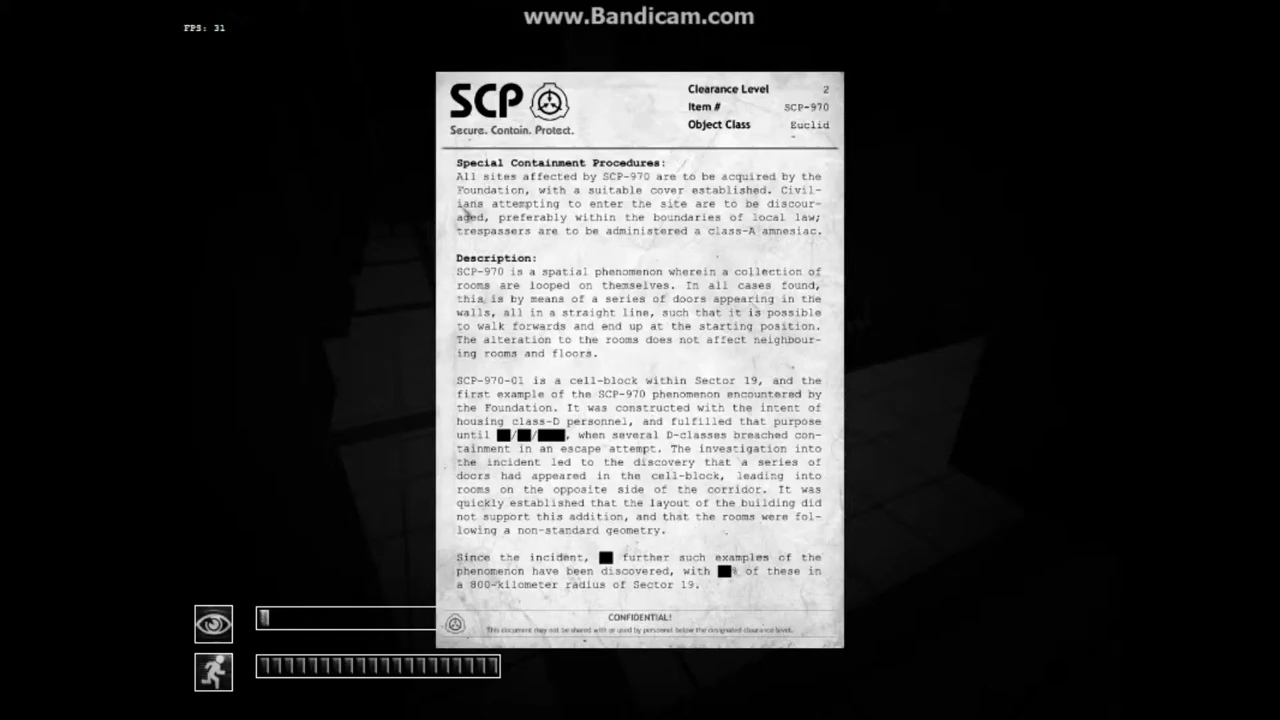 www.Bandicam.com
FPS: 31
SCP
Secure. Contain. Protect.
Clearance Level 2
Item # SCP-970
Object Class Euclid
Special Containment Procedures:
All sites affected by SCP-970 are to be acquired by the
Foundation, with a suitable cover established. Civil-
ians attempting to enter the site are to be discour-
aged, preferably within the boundaries of local law;
trespassers are to be administered a class-A amnesiac.
Description:
SCP-970 is a spatial phenomenon wherein a collection of
rooms are looped on themselves. In all cases found,
this is by means of a series of doors appearing in the
walls, all in a straight line, such that it is possible
to walk forwards and end up at the starting position.
The alteration to the rooms does not affect neighbour-
ing rooms and floors.
SCP-970-01 is a cell-block within Sector 19, and the
first example of the SCP-970 phenomenon encountered by
the Foundation. It was constructed with the intent of
housing class-D personnel, and fulfilled that purpose
until ██/██/████, when several D-classes breached con-
tainment in an escape attempt. The investigation into
the incident led to the discovery that a series of
doors had appeared in the cell-block, leading into
rooms on the opposite side of the corridor. It was
quickly established that the layout of the building did
not support this addition, and that the rooms were fol-
lowing a non-standard geometry.
Since the incident, ██ further such examples of the
phenomenon have been discovered, with ██% of these in
a 800-kilometer radius of Sector 19.
CONFIDENTIAL!
This document may not be shared with or used by personnel below the designated clearance level.